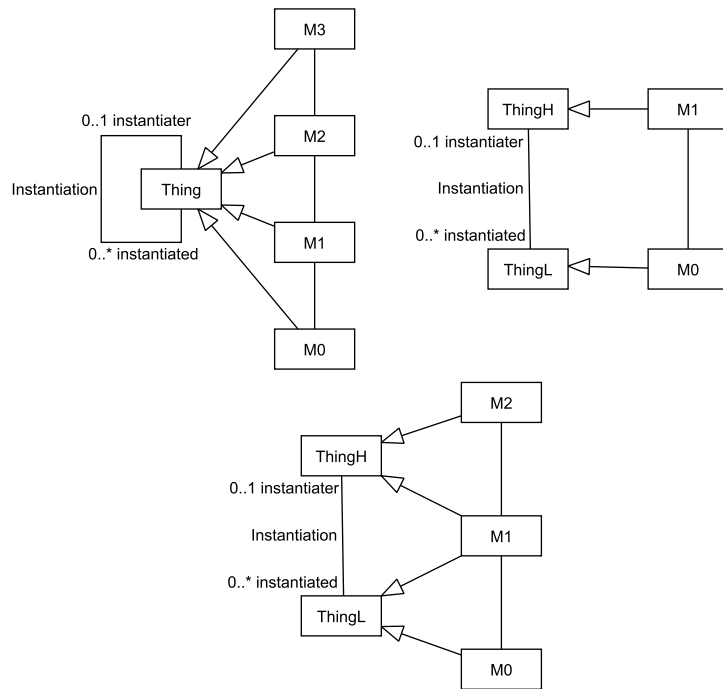 M3
0..1 instantiater
M2
Instantiation
Thing
0..* instantiated
M1
M0
ThingH
M1
0..1 instantiater
Instantiation
0..* instantiated
ThingL
M0
M2
ThingH
0..1 instantiater
Instantiation
M1
0..* instantiated
ThingL
M0